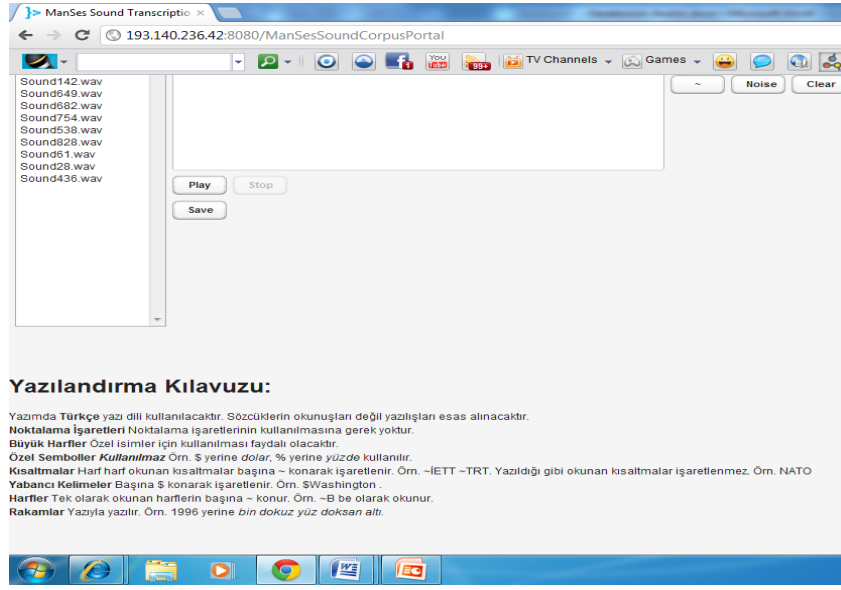 }> ManSes Sound Transcriptio ×
193.140.236.42:8080/ManSesSoundCorpusPortal
You Tube 99+ TV Channels Games
Sound142.wav
Sound649.wav
Sound682.wav
Sound754.wav
Sound538.wav
Sound828.wav
Sound61.wav
Sound28.wav
Sound436.wav
~ Noise Clear
Play Stop
Save
Yazılandırma Kılavuzu:
Yazımda Türkçe yazı dili kullanılacaktır. Sözcüklerin okunuşları değil yazılışları esas alınacaktır.
Noktalama İşaretleri Noktalama işaretlerinin kullanılmasına gerek yoktur.
Büyük Harfler Özel isimler için kullanılması faydalı olacaktır.
Özel Semboller Kullanılmaz Örn. $ yerine dolar, % yerine yüzde kullanılır.
Kısaltmalar Harf harf okunan kısaltmalar başına ~ konarak işaretlenir. Örn. ~İETT ~TRT. Yazıldığı gibi okunan kısaltmalar işaretlenmez. Örn. NATO
Yabancı Kelimeler Başına $ konarak işaretlenir. Örn. $Washington .
Harfler Tek olarak okunan harflerin başına ~ konur. Örn. ~B be olarak okunur.
Rakamlar Yazıyla yazılır. Örn. 1996 yerine bin dokuz yüz doksan altı.